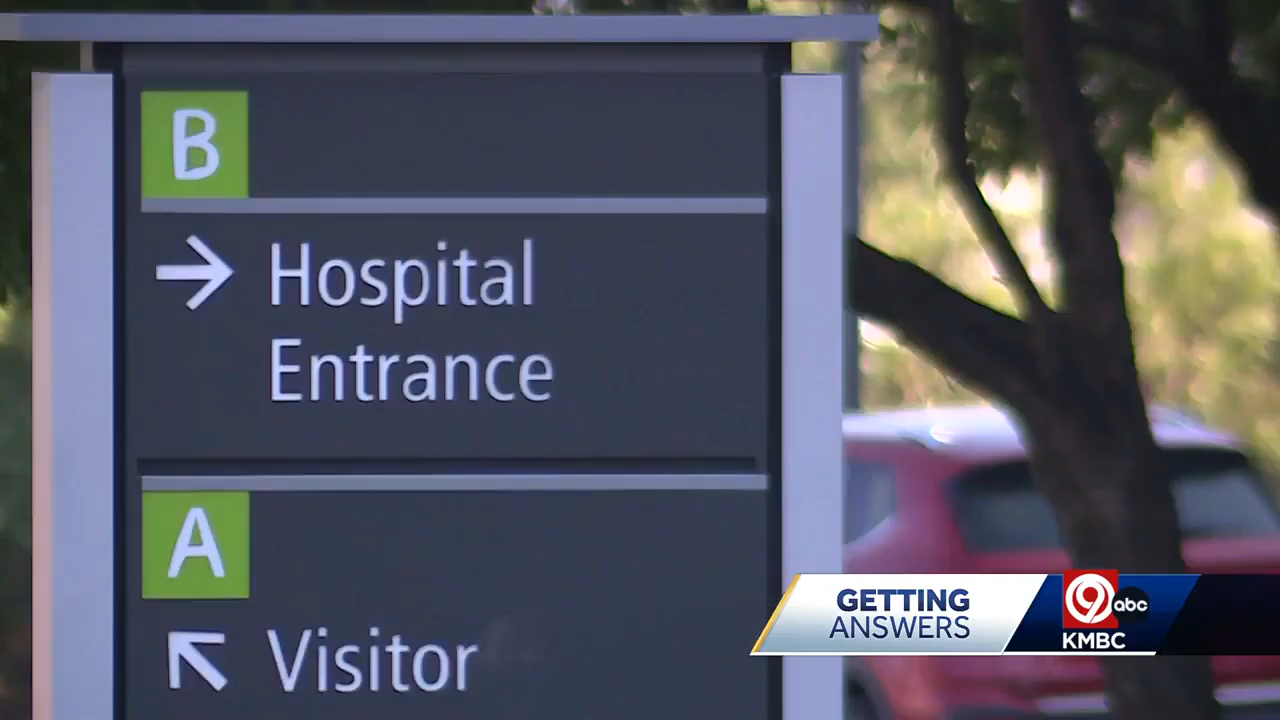 B
→ Hospital
Entrance
A
↖ Visitor
GETTING
ANSWERS
9 abc
KMBC